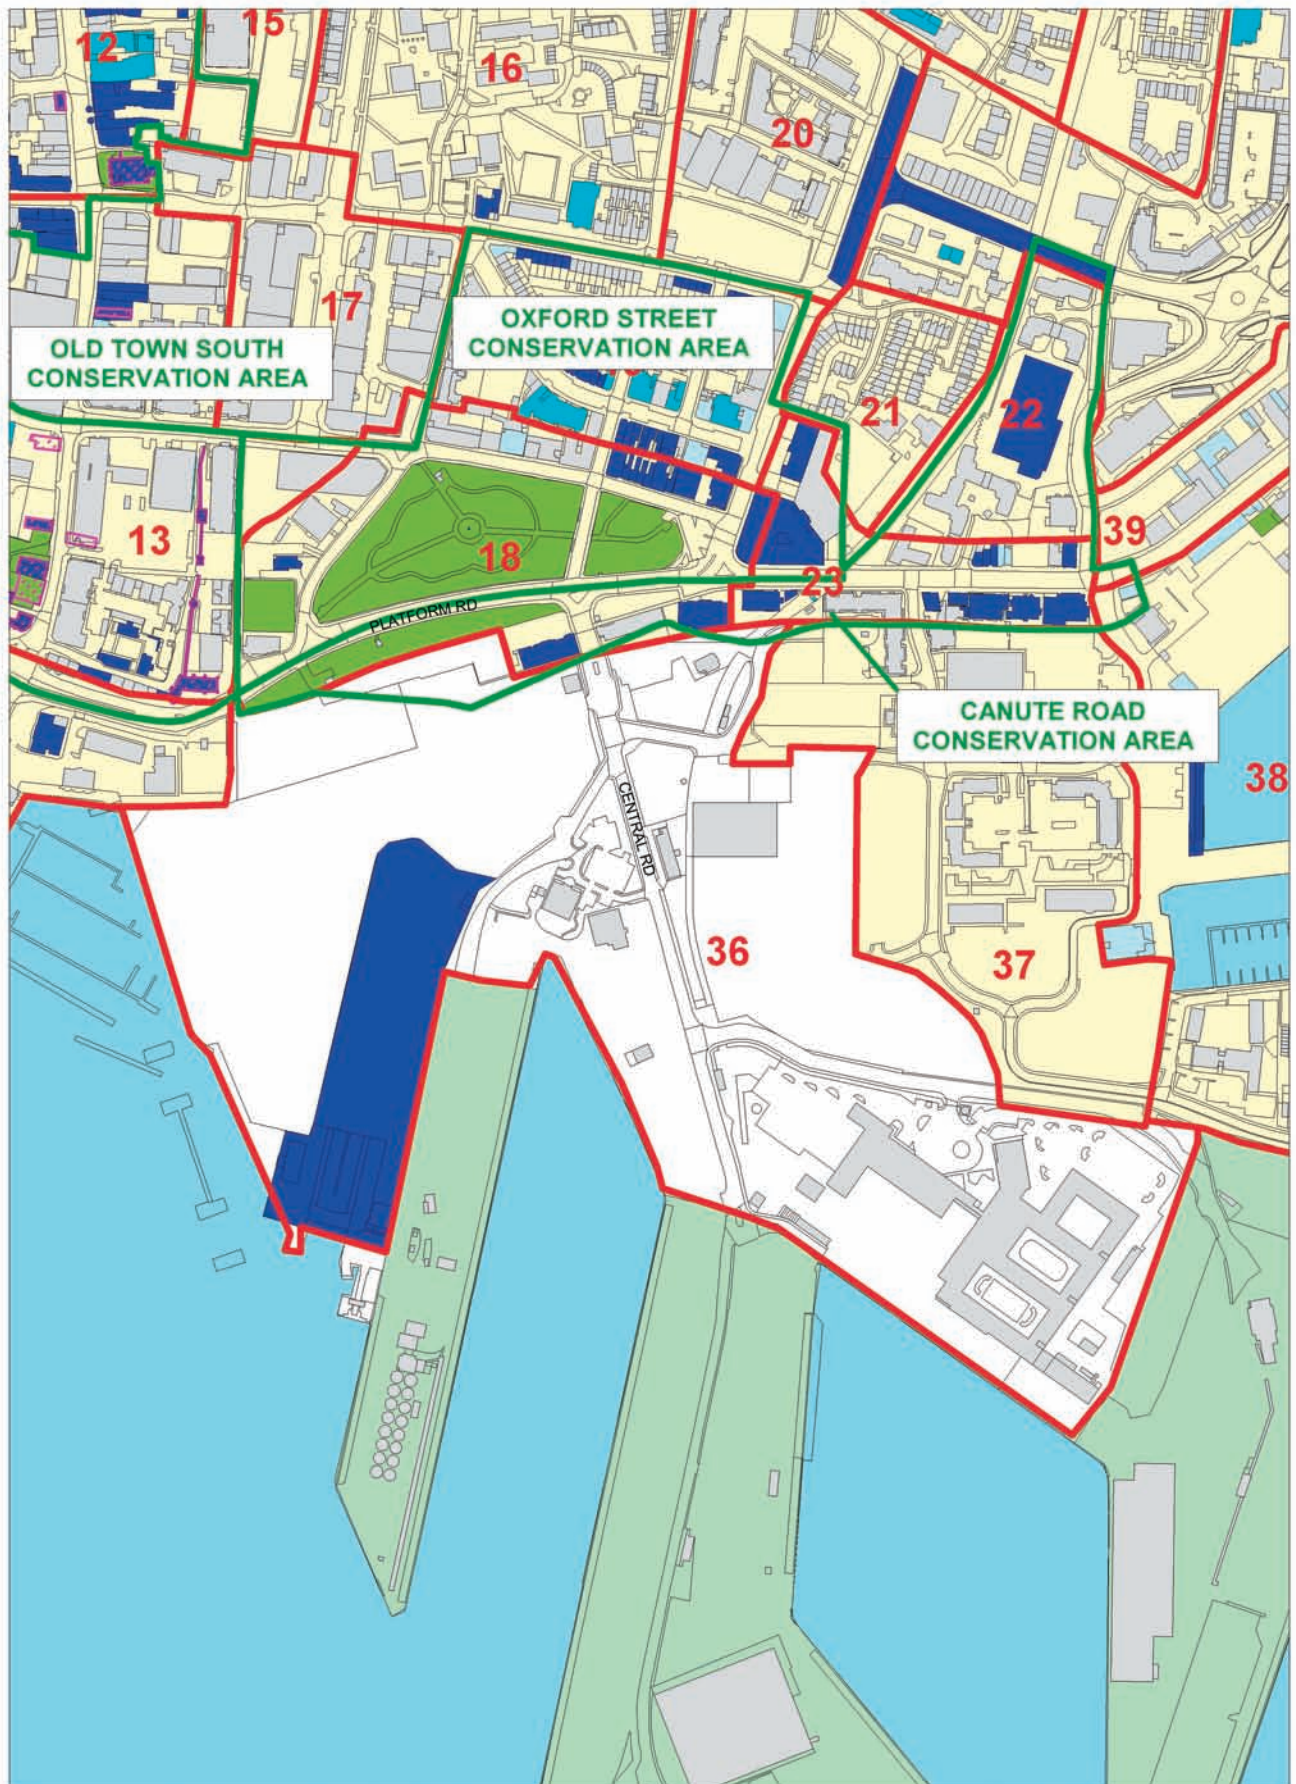 12
15
16
20
17
OXFORD STREET
CONSERVATION AREA
OLD TOWN SOUTH
CONSERVATION AREA
21
22
13
18
39
23
PLATFORM RD
CANUTE ROAD
CONSERVATION AREA
38
CENTRAL RD
36
37